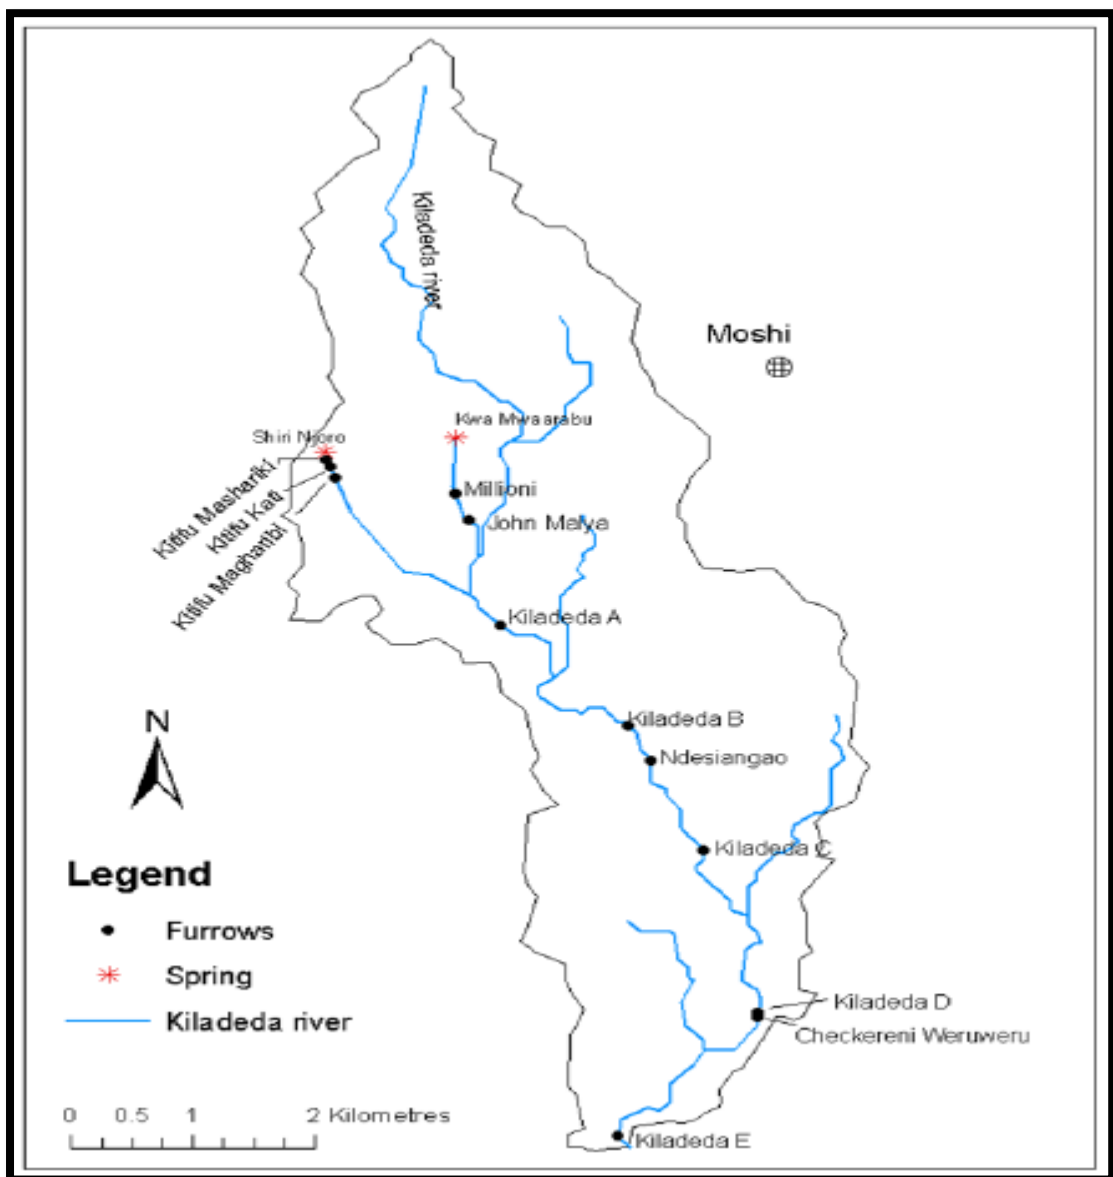 Kiladeda river
Moshi
Kwa Mwaarabu
Shiri Njoro
Kitifu Mashariki
Kitifu Kati
Kitifu Magharibi
Millioni
John Malya
Kiladeda A
Kiladeda B
Ndesiangao
Kiladeda C
N
Legend
Furrows
Spring
Kiladeda river
Kiladeda D
Checkereni Weruweru
0 0.5 1 2 Kilometres
Kiladeda E